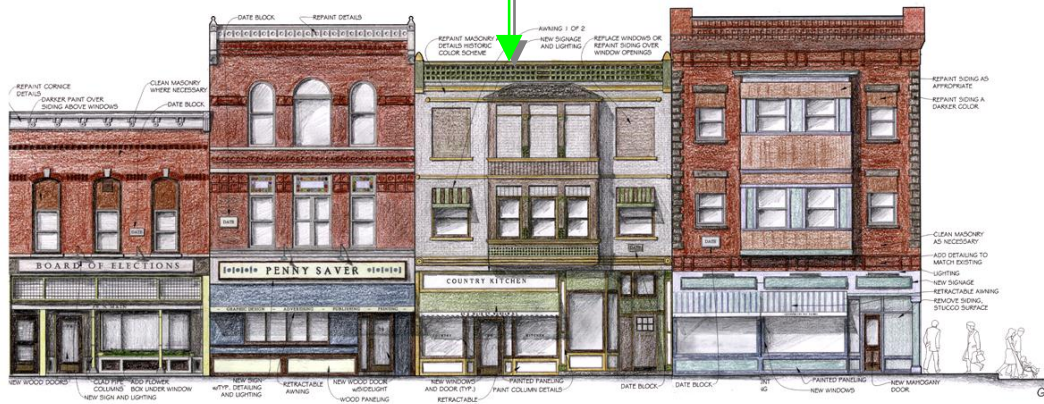 DATE BLOCK
REPAINT DETAILS
REPAINT CORNICE
DETAILS
DARKER PAINT OVER
SIDING ABOVE WINDOWS
CLEAN MASONRY
WHERE NECESSARY
DATE BLOCK
REPAINT MASONRY
DETAILS HISTORIC
COLOR SCHEME
AWNING 1 OF 2
NEW SIGNAGE
AND LIGHTING
REPLACE WINDOWS OR
REPAINT SIDING OVER
WINDOW OPENINGS
REPAINT SIDING AS
APPROPRIATE
REPAINT SIDING A
DARKER COLOR
DATE
DATE
DATE
DATE
BOARD OF ELECTIONS
PENNY SAVER
GRAPHIC DESIGN — ADVERTISING — PUBLISHING — PRINTING
COUNTRY KITCHEN
CLEAN MASONRY
AS NECESSARY
ADD DETAILING TO
MATCH EXISTING
LIGHTING
NEW SIGNAGE
RETRACTABLE AWNING
REMOVE SIDING,
STUCCO SURFACE
NEW WOOD DOORS
CLAD PIPE
COLUMNS
ADD FLOWER
BOX UNDER WINDOW
NEW SIGN AND LIGHTING
NEW SIGN
W/TYP. DETAILING
AND LIGHTING
RETRACTABLE
AWNING
NEW WOOD DOOR
W/SIDELIGHT
WOOD PANELING
NEW WINDOWS
AND DOOR (TYP.)
RETRACTABLE
PAINTED PANELING
PAINT COLUMN DETAILS
DATE BLOCK
DATE BLOCK
PAINTED PANELING
NEW WINDOWS
NEW MAHOGANY
DOOR